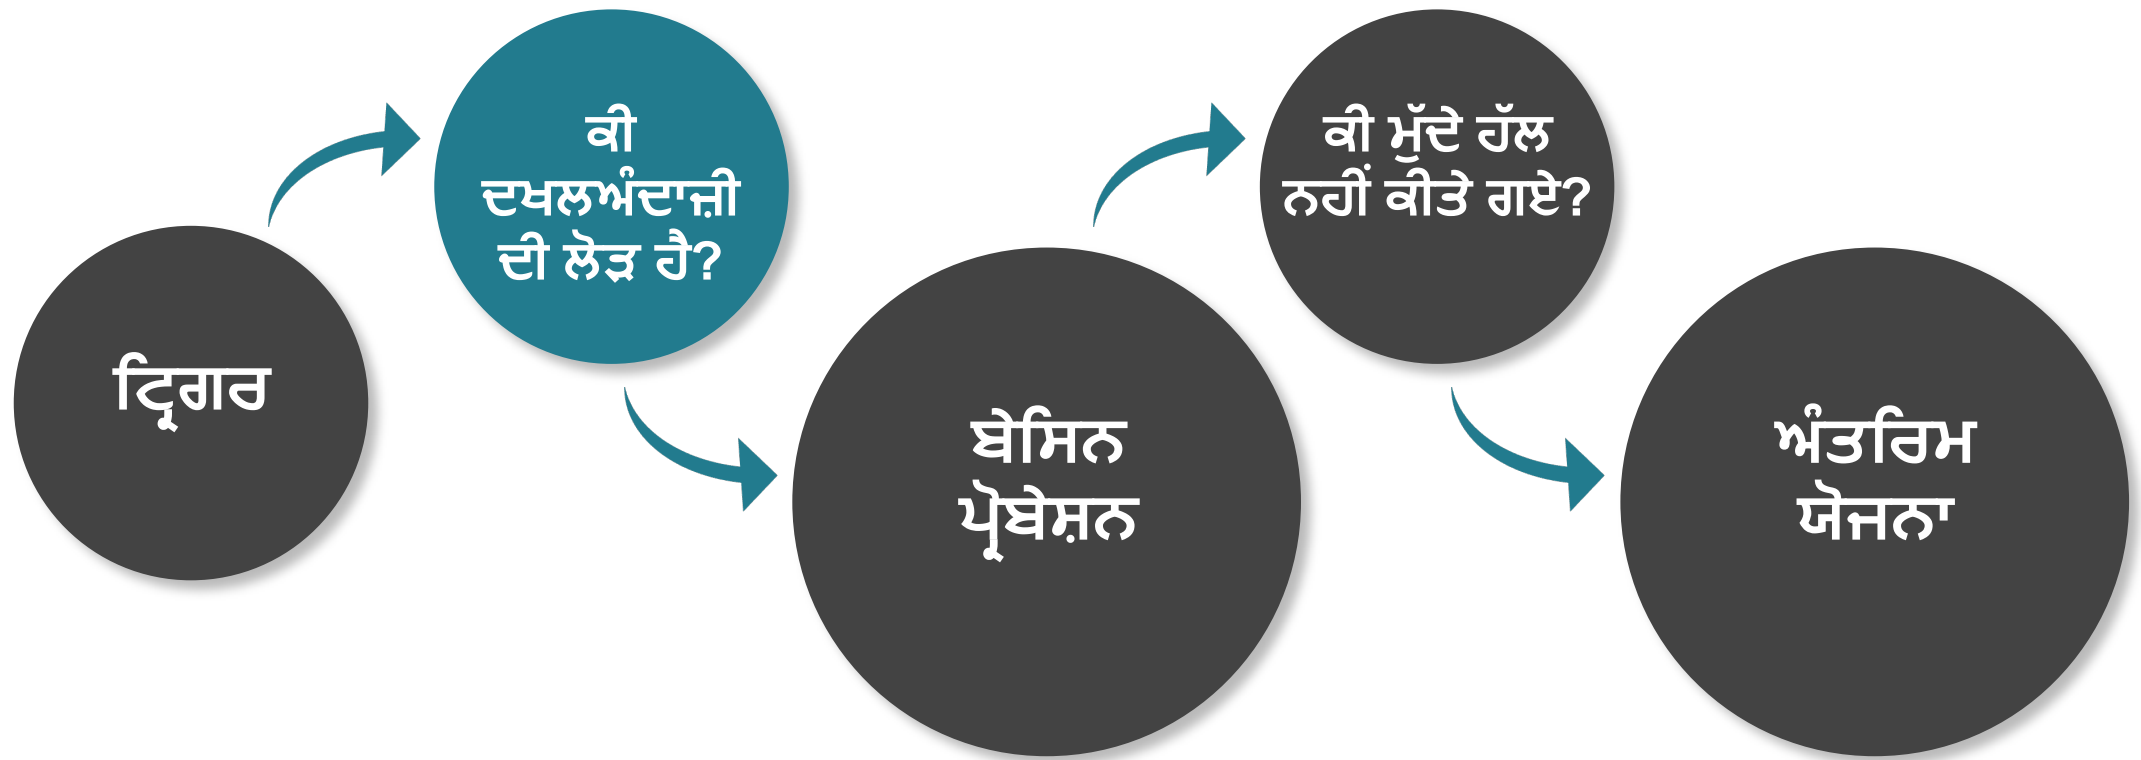 ਟ੍ਰਿਗਰ
ਕੀ
ਦਖਲਅੰਦਾਜ਼ੀ
ਦੀ ਲੋੜ ਹੈ?
ਬੇਸਿਨ
ਪ੍ਰੋਬੇਸ਼ਨ
ਕੀ ਮੁੱਦੇ ਹੱਲ
ਨਹੀਂ ਕੀਤੇ ਗਏ?
ਅੰਤਰਿਮ
ਯੋਜਨਾ